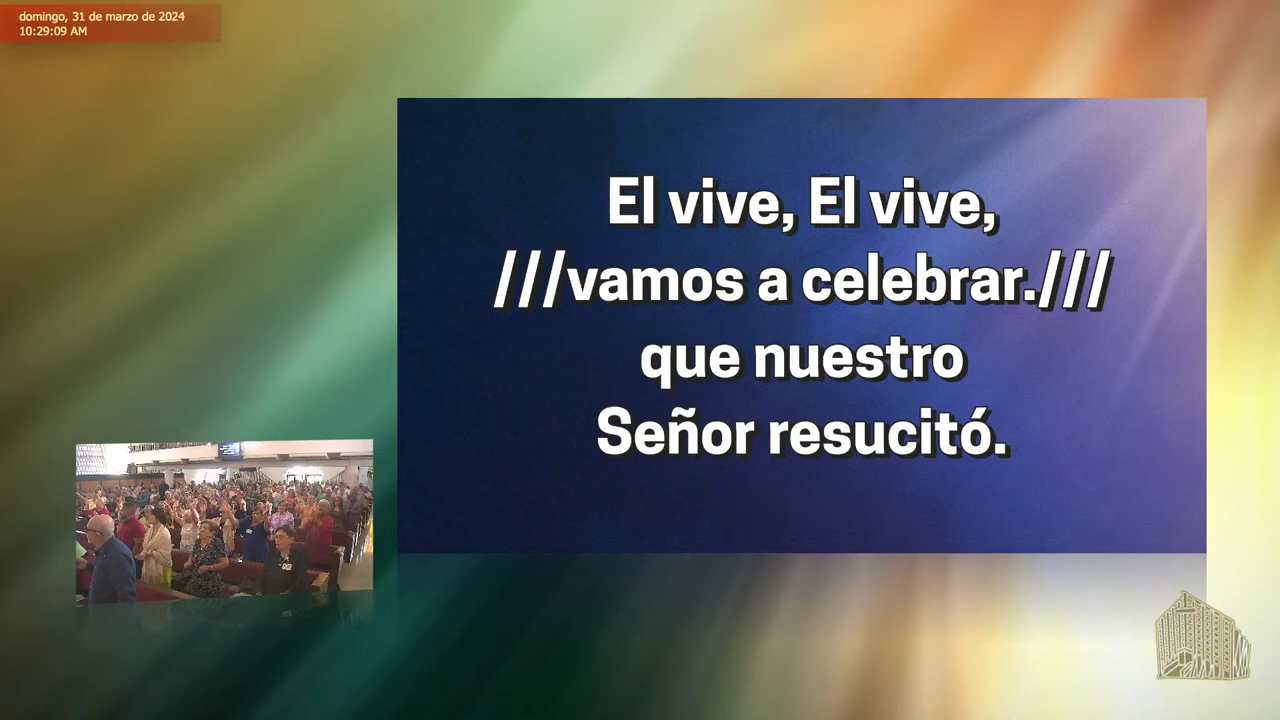 domingo, 31 de marzo de 2024
10:29:09 AM
El vive, El vive,
///vamos a celebrar.///
que nuestro
Señor resucitó.